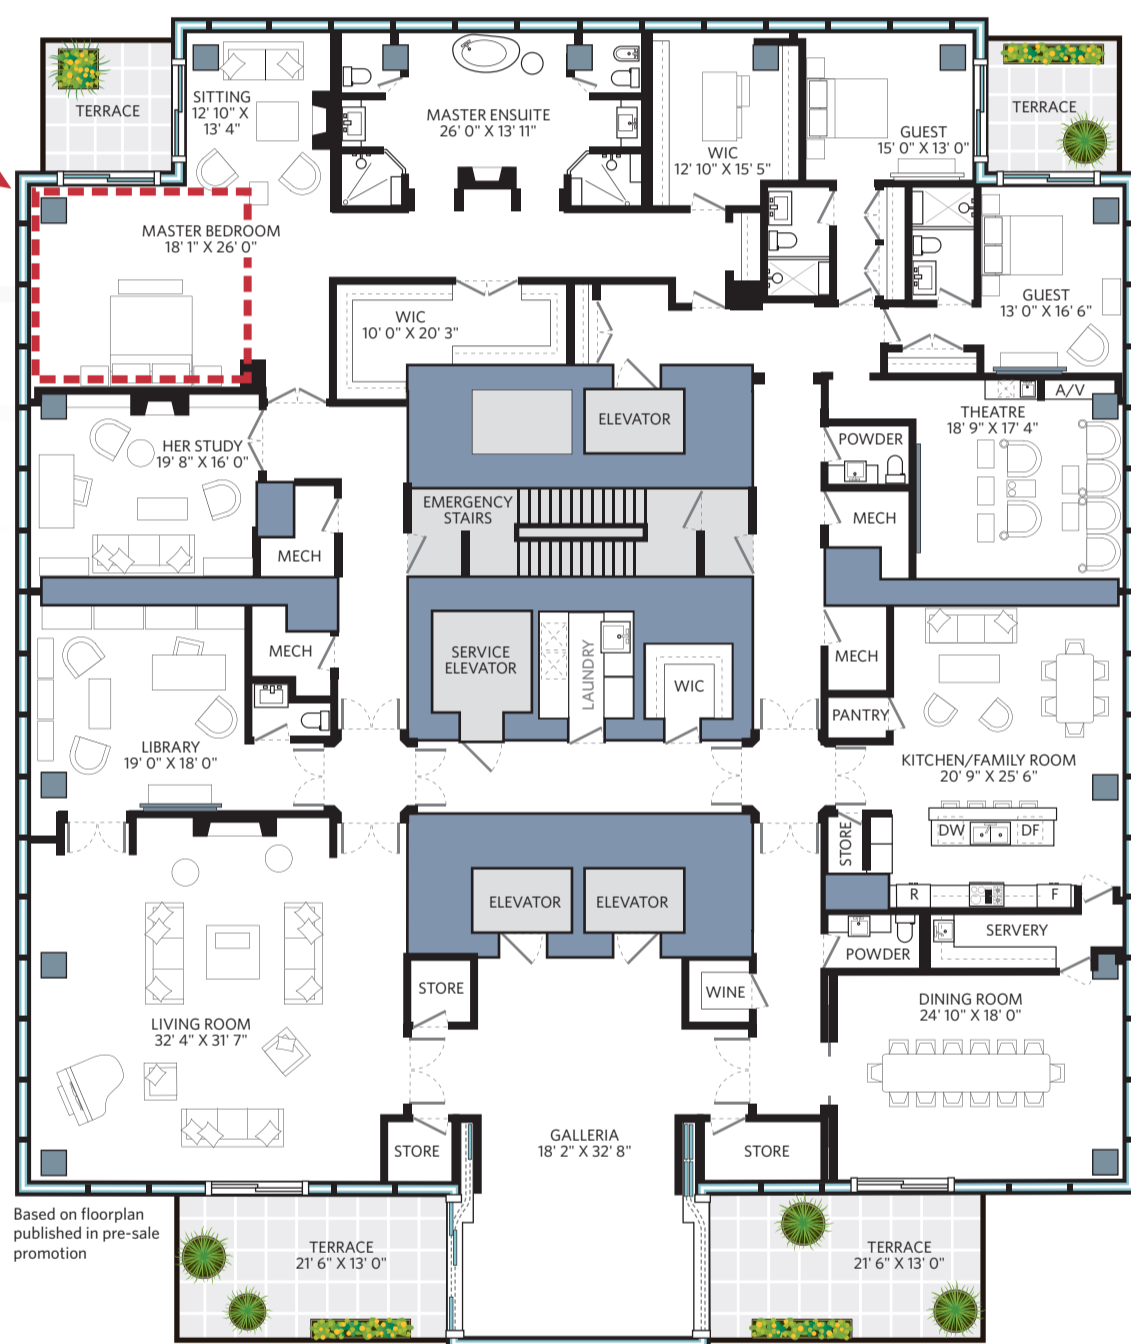 TERRACE
SITTING
12' 10" X
13' 4"
MASTER ENSUITE
26' 0" X 13' 11"
WIC
12' 10" X 15' 5"
GUEST
15' 0" X 13' 0"
TERRACE
MASTER BEDROOM
18' 1" X 26' 0"
WIC
10' 0" X 20' 3"
GUEST
13' 0" X 16' 6"
ELEVATOR
A/V
THEATRE
18' 9" X 17' 4"
POWDER
HER STUDY
19' 8" X 16' 0"
EMERGENCY
STAIRS
MECH
MECH
MECH
SERVICE
ELEVATOR
LAUNDRY
WIC
MECH
PANTRY
LIBRARY
19' 0" X 18' 0"
KITCHEN/FAMILY ROOM
20' 9" X 25' 6"
STORE
DW
DF
R
F
ELEVATOR
ELEVATOR
SERVERY
POWDER
STORE
WINE
DINING ROOM
24' 10" X 18' 0"
LIVING ROOM
32' 4" X 31' 7"
GALLERIA
18' 2" X 32' 8"
STORE
STORE
Based on floorplan
published in pre-sale
promotion
TERRACE
21' 6" X 13' 0"
TERRACE
21' 6" X 13' 0"